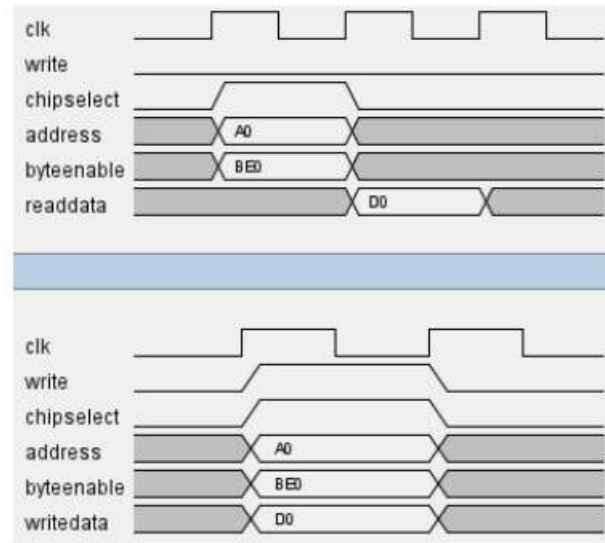 clk
write
chipselect
address A0
byteenable BE0
readdata D0
clk
write
chipselect
address A0
byteenable BE0
writedata D0